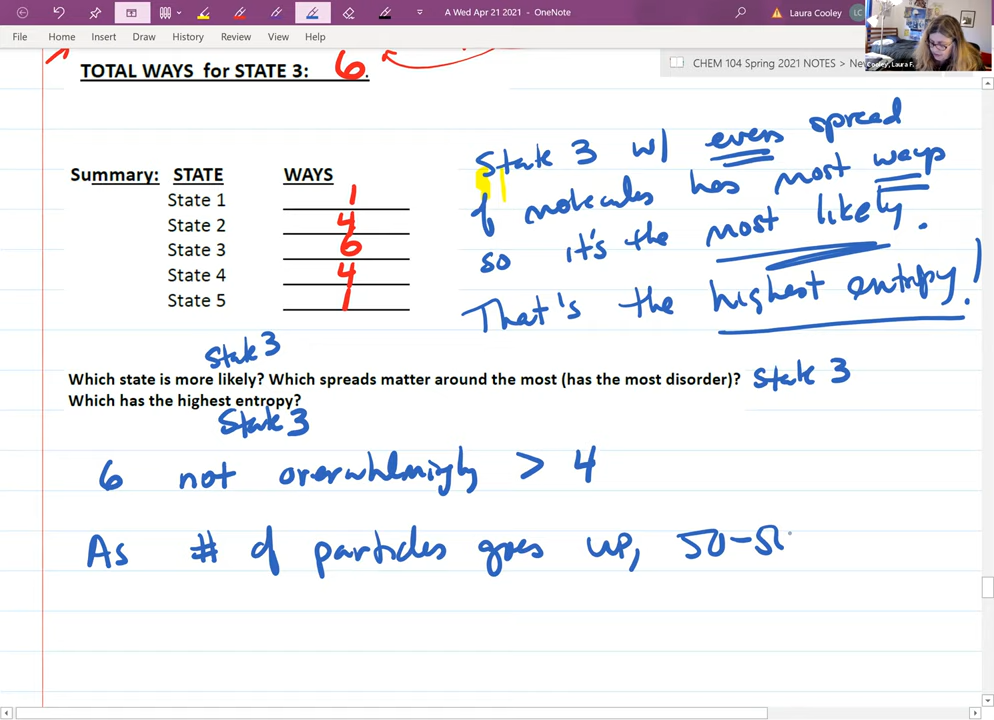 A Wed Apr 21 2021 - OneNote
Laura Cooley
LC
File Home Insert Draw History Review View Help
Cooley, Laura F.
CHEM 104 Spring 2021 NOTES >
TOTAL WAYS for STATE 3: 6.
Summary: STATE WAYS
State 1 1
State 2 4
State 3 6
State 4 4
State 5 1
State 3 w/ evens spread
of molecules has most ways
so it's the most likely.
That's the highest entropy!
State 3
Which state is more likely? Which spreads matter around the most (has the most disorder)? State 3
Which has the highest entropy?
State 3
6 not overwhelmingly > 4
As # of particles goes up, 50-50